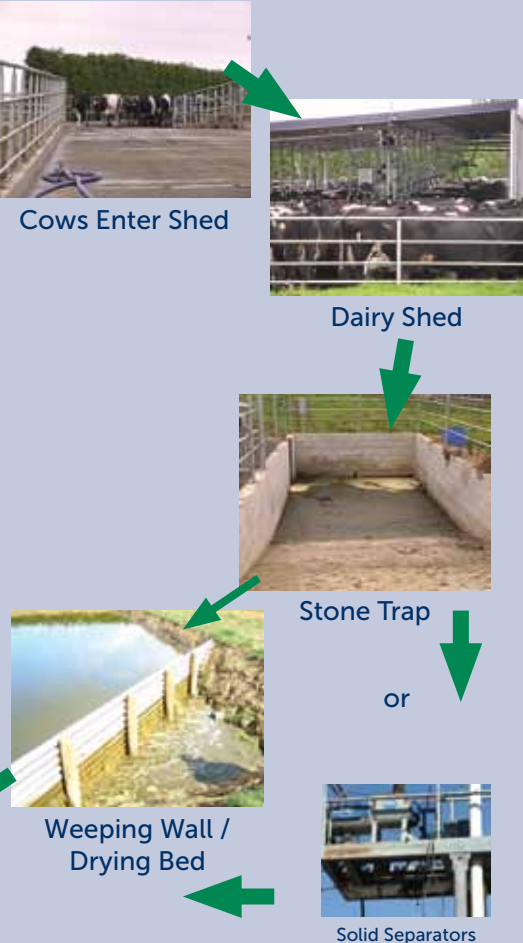 Cows Enter Shed
Dairy Shed
Stone Trap
or
Weeping Wall /
Drying Bed
Solid Separators